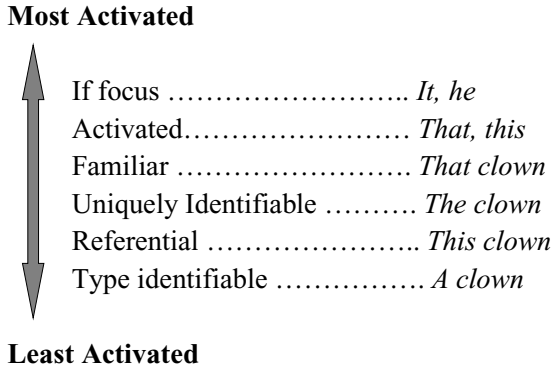 Most Activated
If focus …………………….. It, he
Activated………………… That, this
Familiar ……………………. That clown
Uniquely Identifiable ………. The clown
Referential ………………….. This clown
Type identifiable ……………. A clown
Least Activated